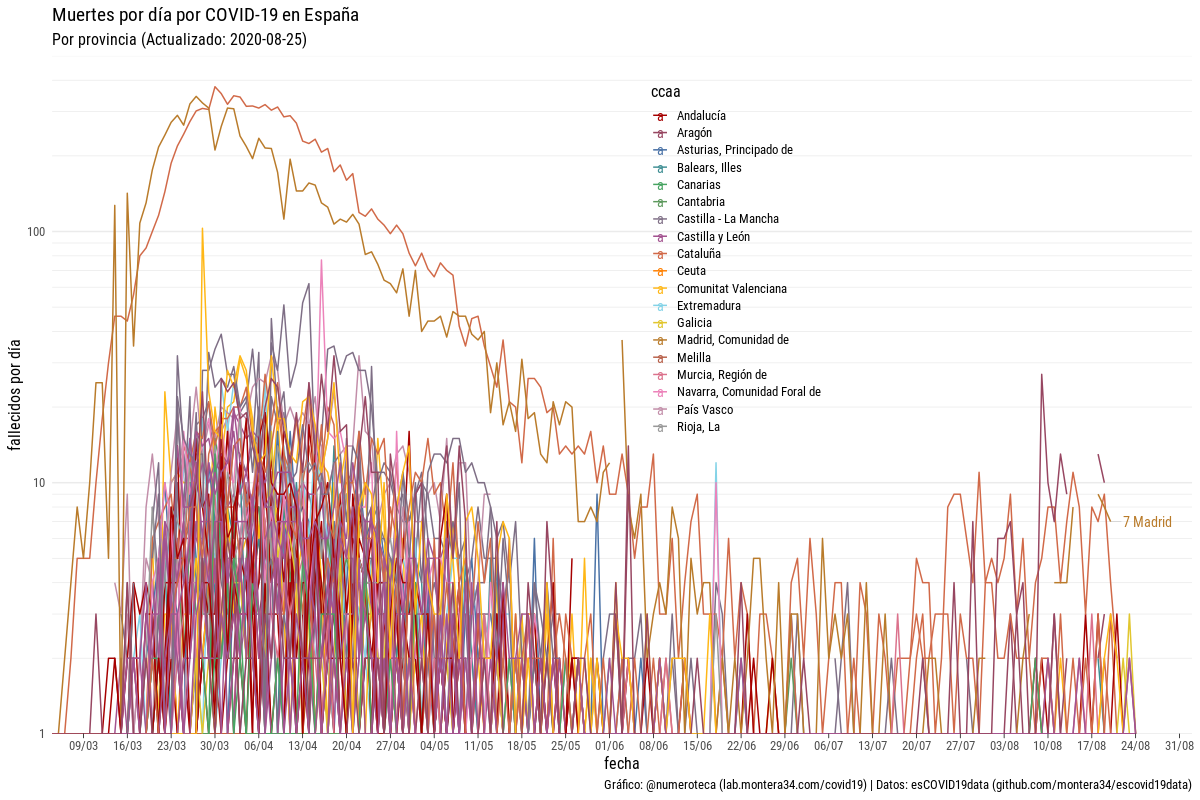 Muertes por día por COVID-19 en España
Por provincia (Actualizado: 2020-08-25)
ccaa
Andalucía
Aragón
Asturias, Principado de
Balears, Illes
Canarias
Cantabria
Castilla - La Mancha
Castilla y León
Cataluña
Ceuta
Comunitat Valenciana
Extremadura
Galicia
Madrid, Comunidad de
Melilla
Murcia, Región de
Navarra, Comunidad Foral de
País Vasco
Rioja, La
fallecidos por día
100
10
1
7 Madrid
09/03 16/03 23/03 30/03 06/04 13/04 20/04 27/04 04/05 11/05 18/05 25/05 01/06 08/06 15/06 22/06 29/06 06/07 13/07 20/07 27/07 03/08 10/08 17/08 24/08 31/08
fecha
Gráfico: @numeroteca (lab.montera34.com/covid19) | Datos: esCOVID19data (github.com/montera34/escovid19data)